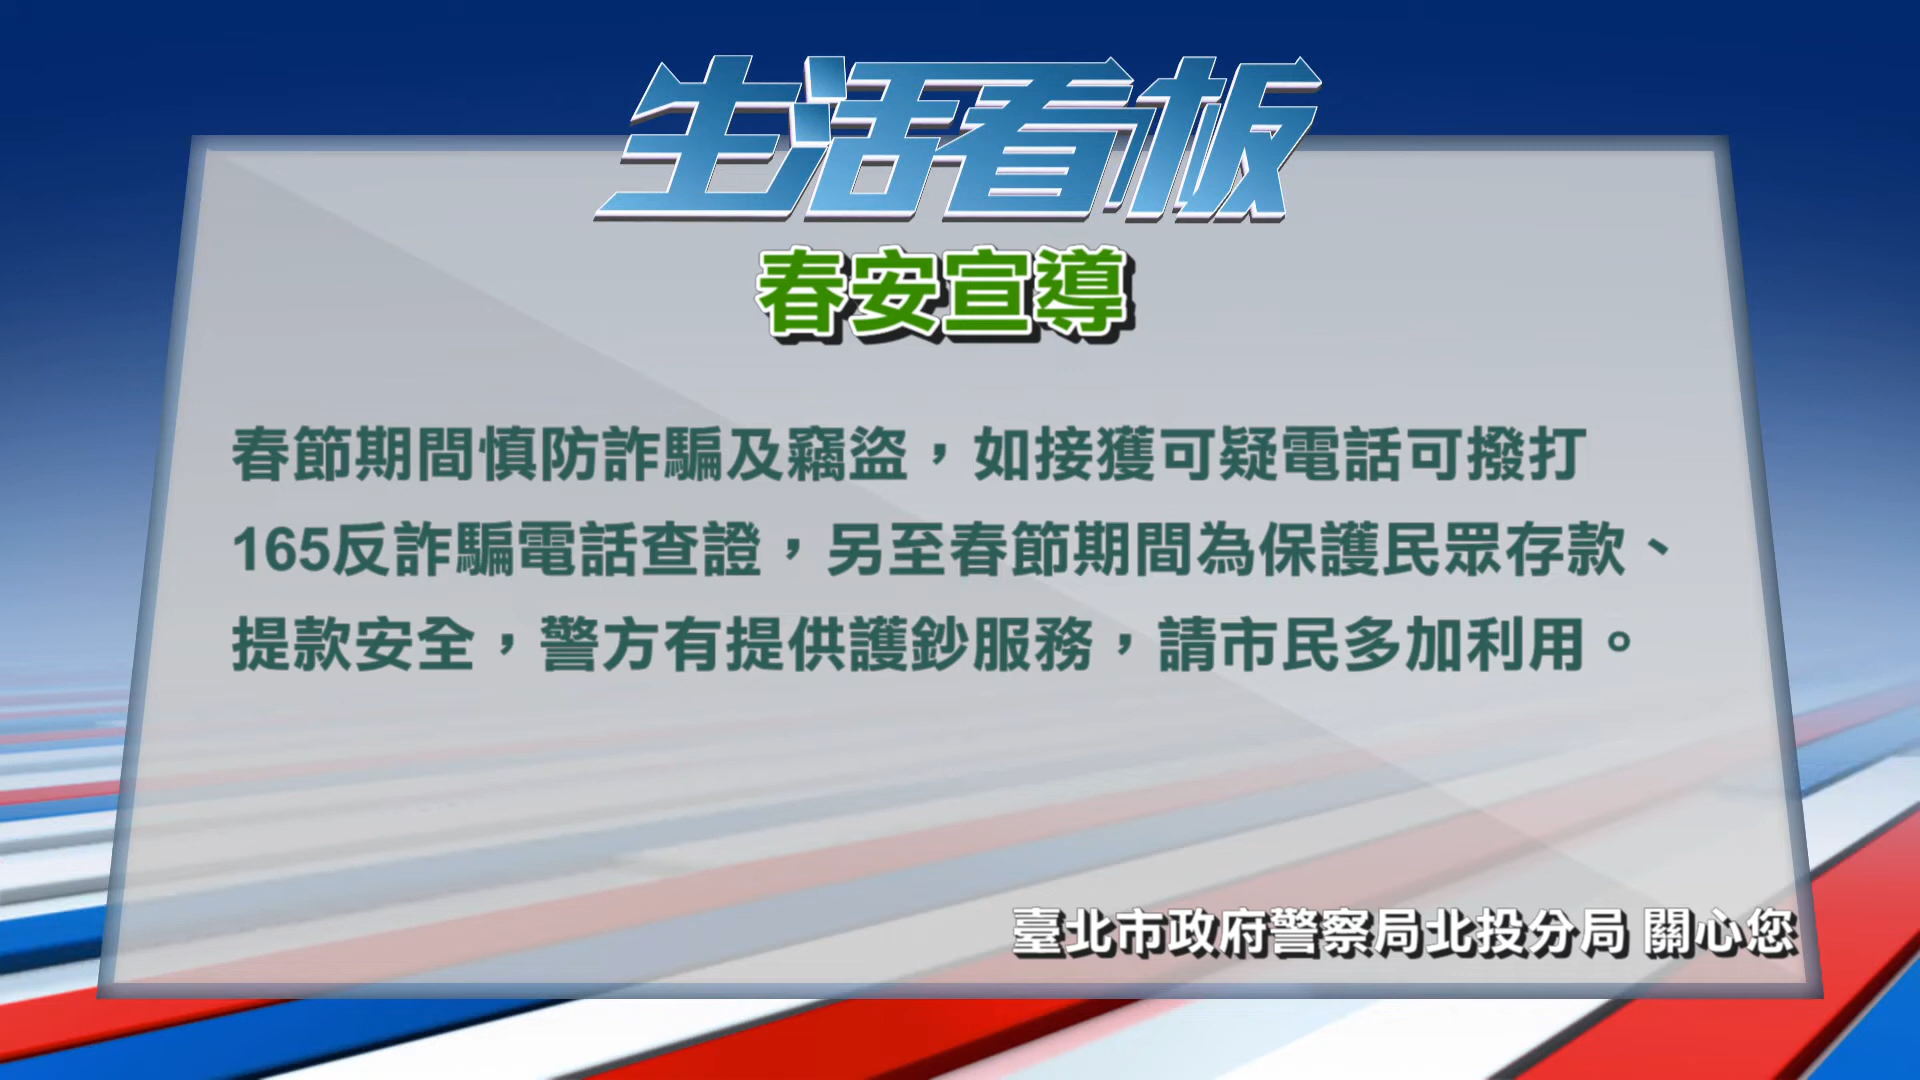 生活看板
春安宣導
春節期間慎防詐騙及竊盜，如接獲可疑電話可撥打
165反詐騙電話查證，另至春節期間為保護民眾存款、
提款安全，警方有提供護鈔服務，請市民多加利用。
臺北市政府警察局北投分局 關心您